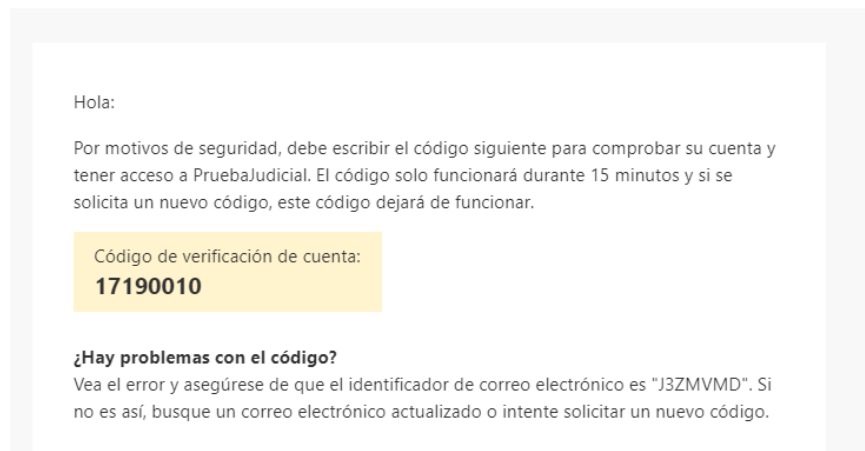 Hola:
Por motivos de seguridad, debe escribir el código siguiente para comprobar su cuenta y
tener acceso a PruebaJudicial. El código solo funcionará durante 15 minutos y si se
solicita un nuevo código, este código dejará de funcionar.
Código de verificación de cuenta:
17190010
¿Hay problemas con el código?
Vea el error y asegúrese de que el identificador de correo electrónico es "J3ZMVMD". Si
no es así, busque un correo electrónico actualizado o intente solicitar un nuevo código.